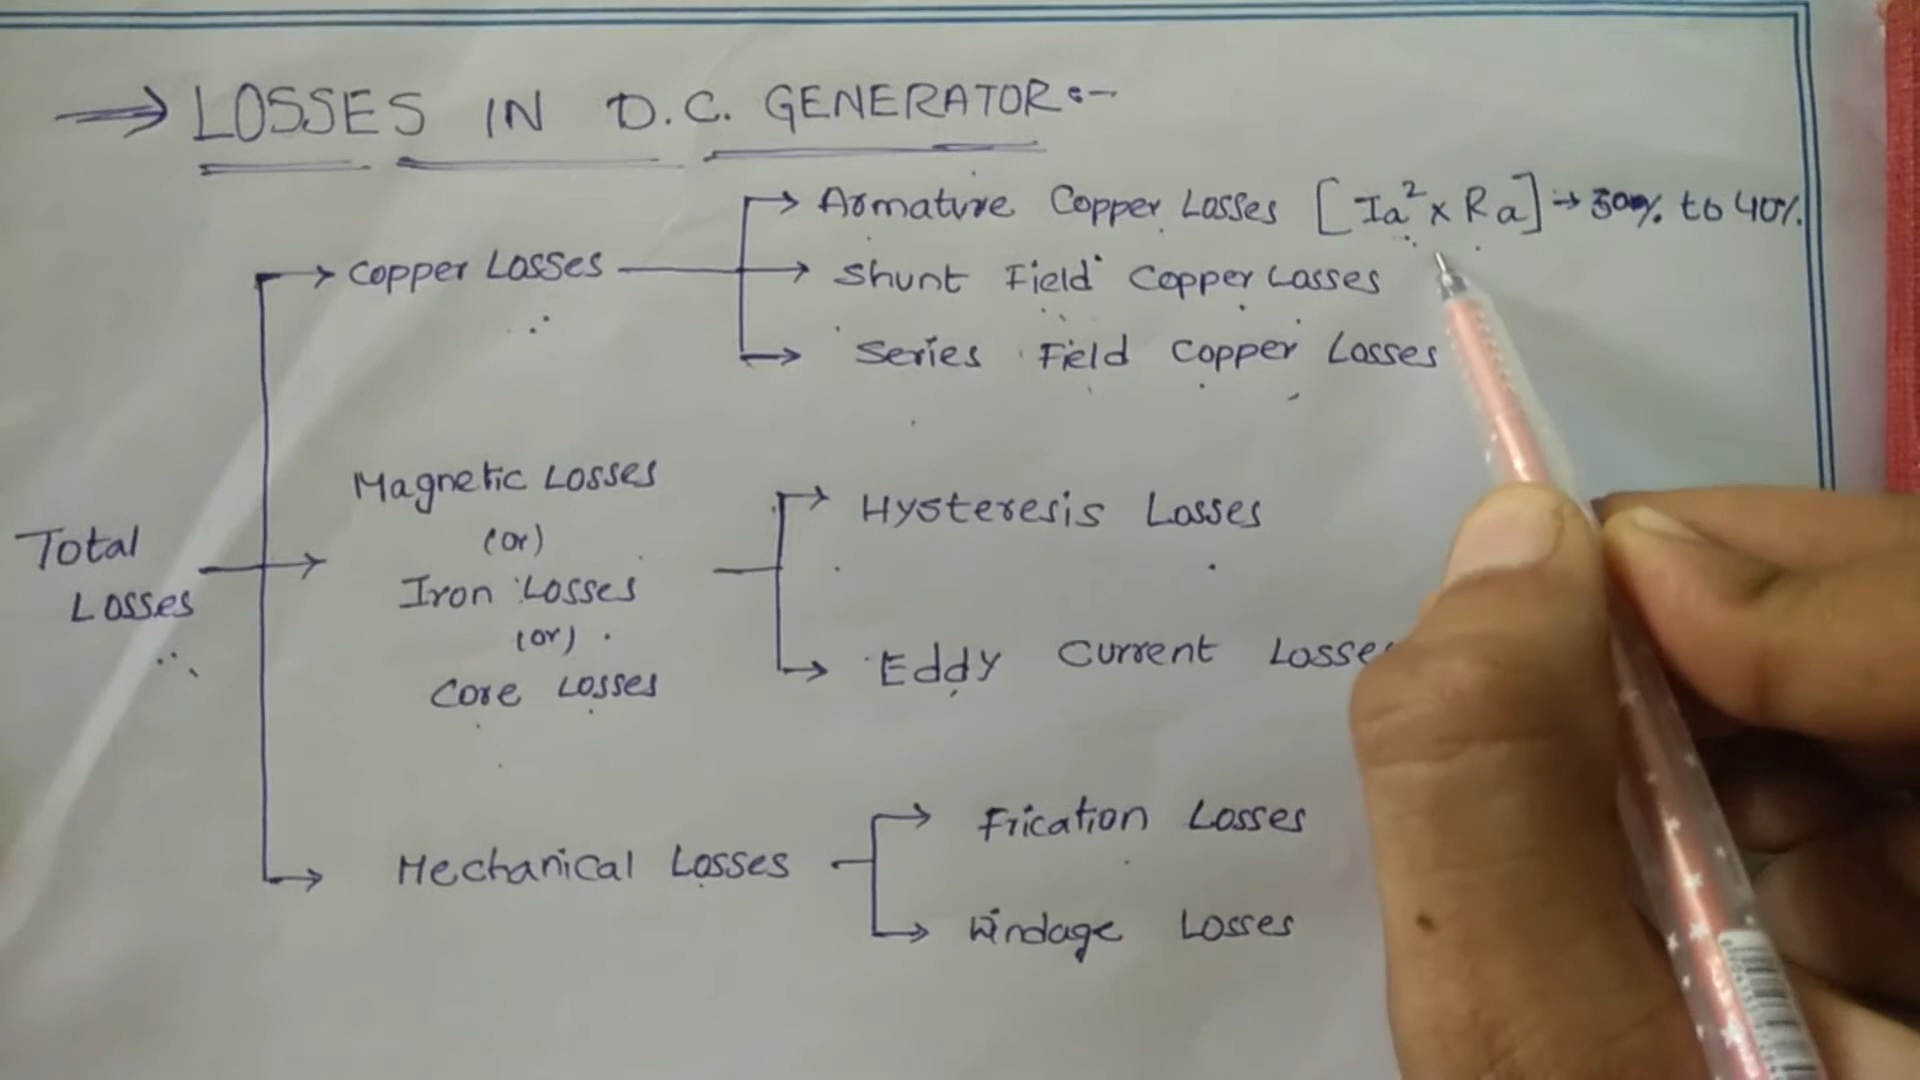 LOSSES IN D.C. GENERATOR:-
Armature Copper Losses [Ia² x Ra] → 30% to 40%.
Copper Losses
Shunt Field Copper Losses
Series Field Copper Losses
Magnetic Losses
(or)
Iron Losses
(or)
Core Losses
Hysteresis Losses
Eddy Current Losses
Total
Losses
Mechanical Losses
Frication Losses
Windage Losses